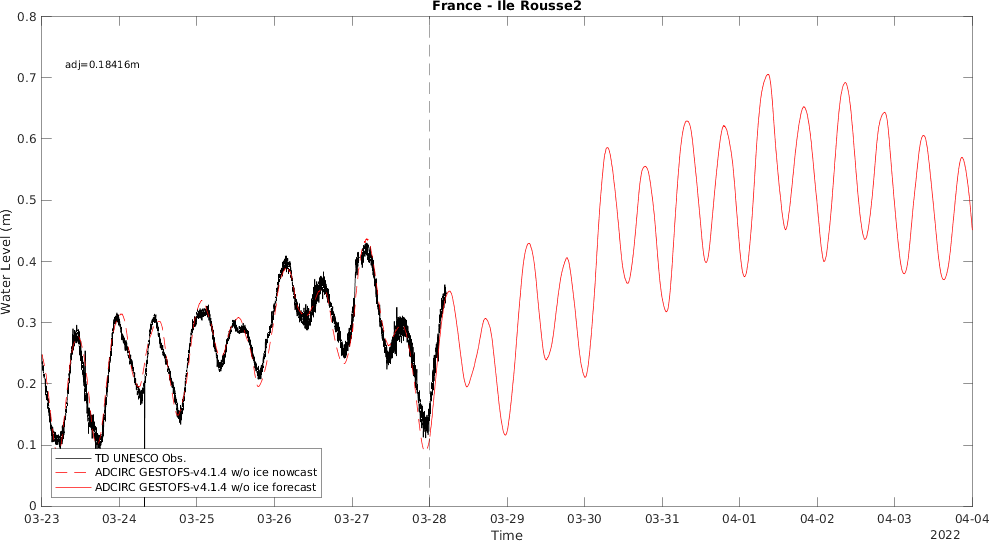 France - Ile Rousse2
adj=0.18416m
Water Level (m)
0.8
0.7
0.6
0.5
0.4
0.3
0.2
0.1
0
TD UNESCO Obs.
ADCIRC GESTOFS-v4.1.4 w/o ice nowcast
ADCIRC GESTOFS-v4.1.4 w/o ice forecast
03-23 03-24 03-25 03-26 03-27 03-28 03-29 03-30 03-31 04-01 04-02 04-03 04-04
Time
2022